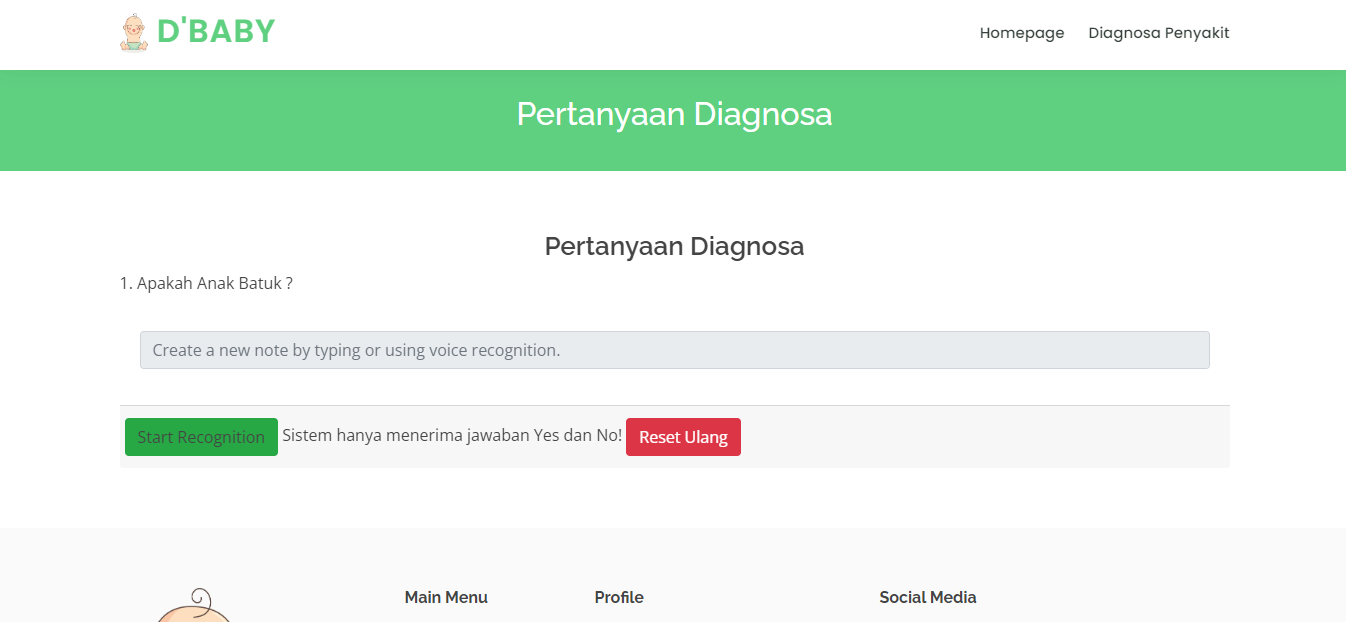 D'BABY
Homepage Diagnosa Penyakit
Pertanyaan Diagnosa
Pertanyaan Diagnosa
1. Apakah Anak Batuk ?
Create a new note by typing or using voice recognition.
Start Recognition Sistem hanya menerima jawaban Yes dan No! Reset Ulang
Main Menu Profile Social Media